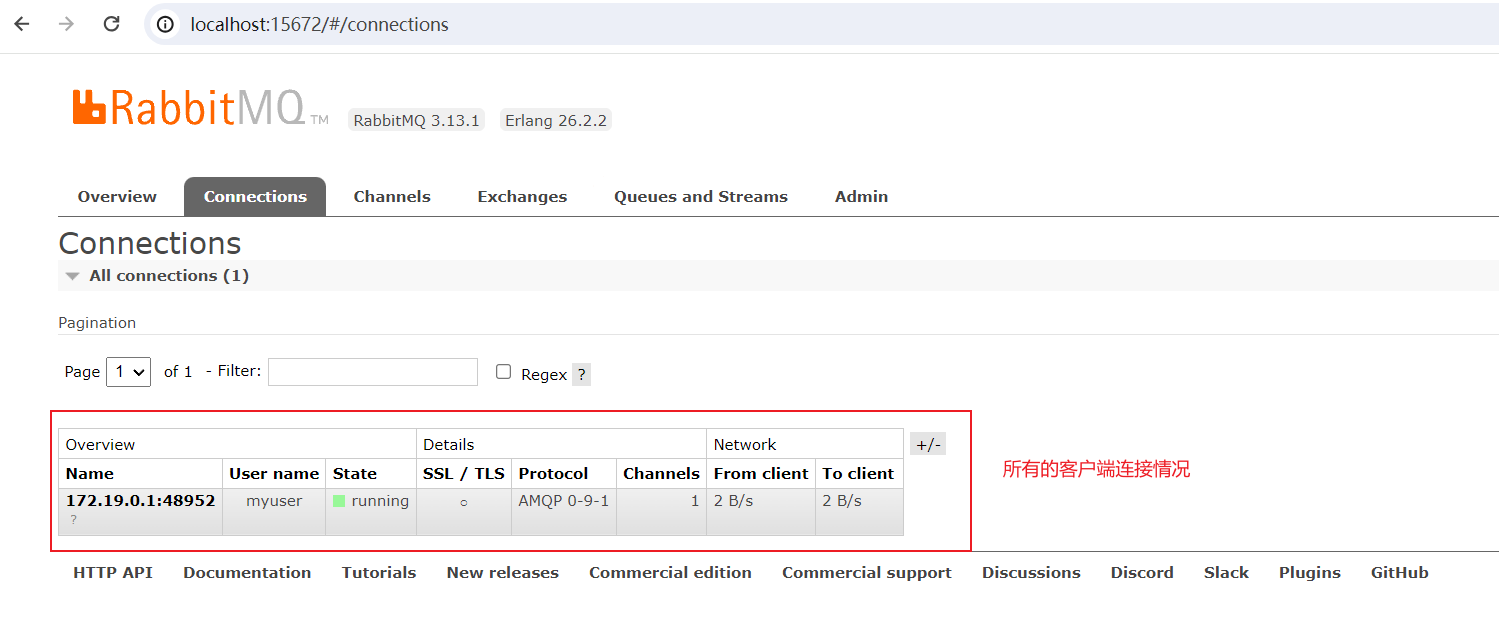 localhost:15672/#/connections
RabbitMQ TM RabbitMQ 3.13.1 Erlang 26.2.2
Overview Connections Channels Exchanges Queues and Streams Admin
Connections
All connections (1)
Pagination
Page 1 of 1 - Filter: Regex ?
Overview Details Network +/-
Name User name State SSL / TLS Protocol Channels From client To client
172.19.0.1:48952 myuser running ○ AMQP 0-9-1 1 2 B/s 2 B/s
?
所有的客户端连接情况
HTTP API Documentation Tutorials New releases Commercial edition Commercial support Discussions Discord Slack Plugins GitHub